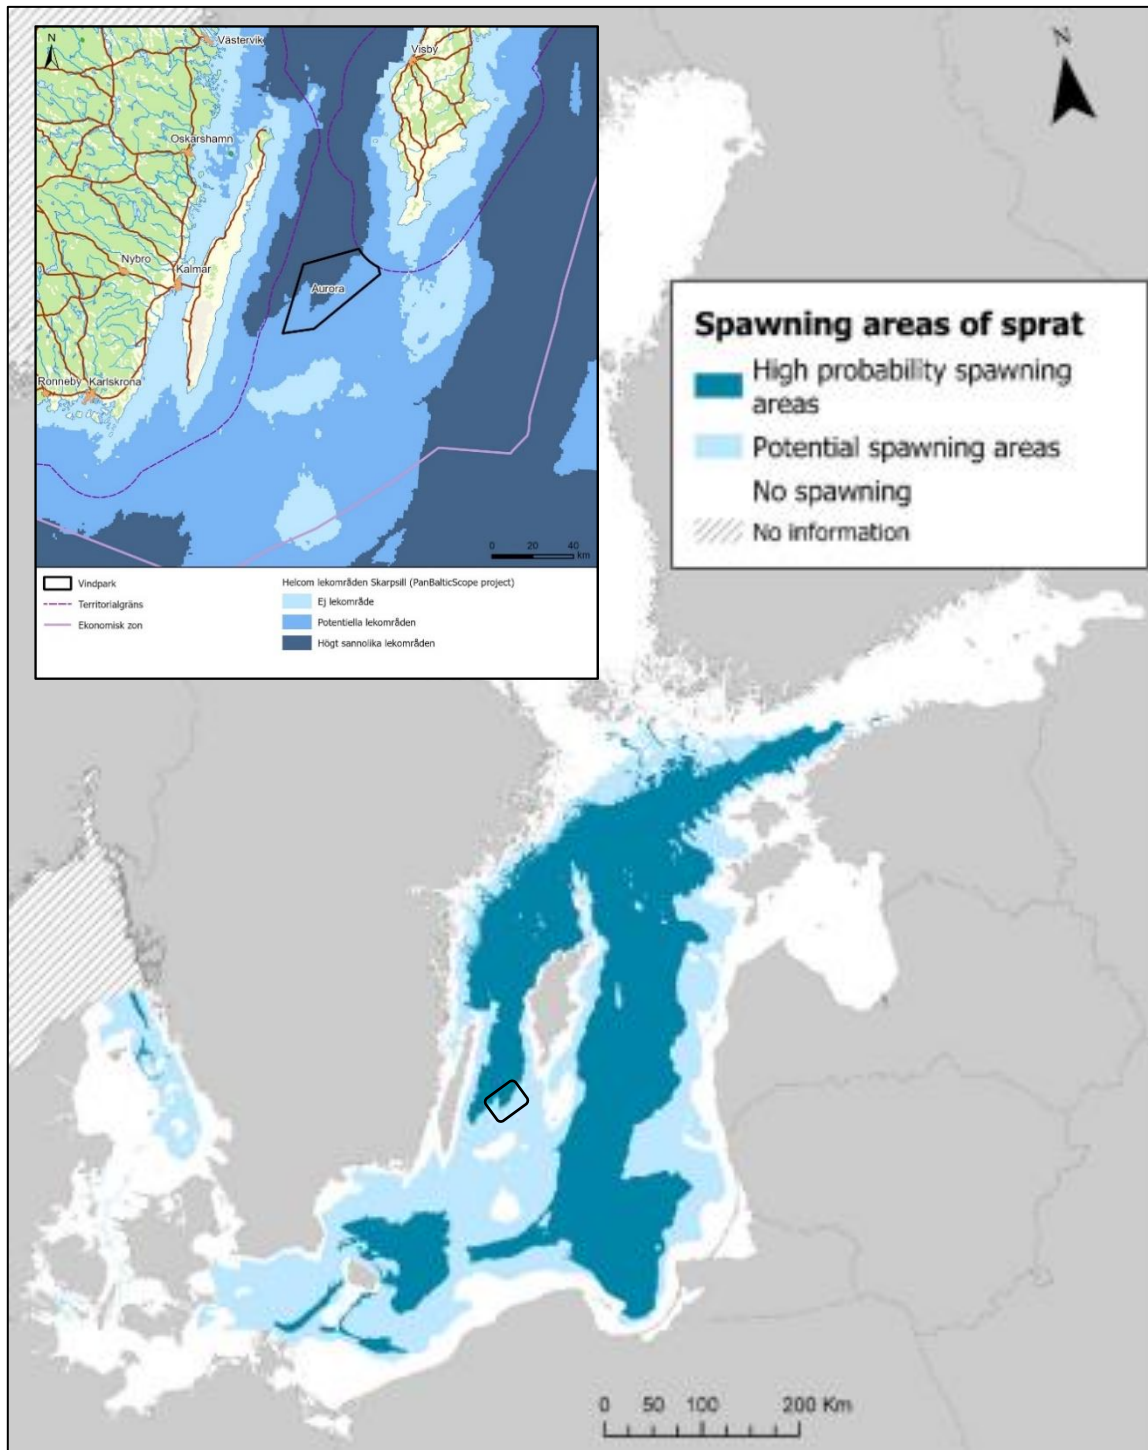 N
Västervik
Visby
Oskarshamn
Nybro
Kalmar
Aurora
Ronneby
Karlskrona
0 20 40
km
Vindpark
Territorialgräns
Ekonomisk zon
Helcom lekområden Skarpsill (PanBalticScope project)
Ej lekområde
Potentiella lekområden
Högt sannolika lekområden
N
Spawning areas of sprat
High probability spawning
areas
Potential spawning areas
No spawning
No information
0 50 100 200 Km